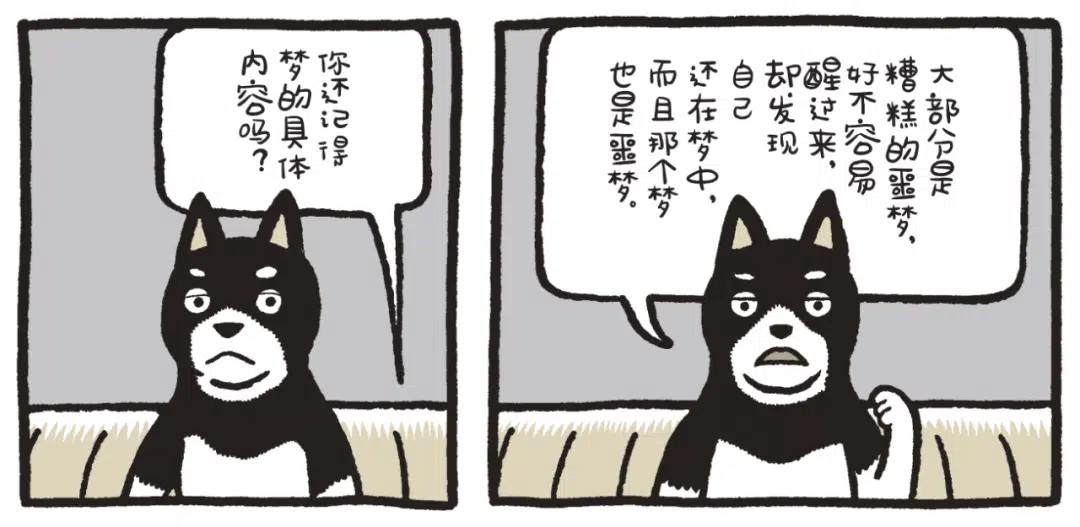 你还记得
梦的具体
内容吗？
大部分是
糟糕的噩梦，
好不容易
醒过来，
却发现
自己
还在梦中，
而且那个梦
也是噩梦。